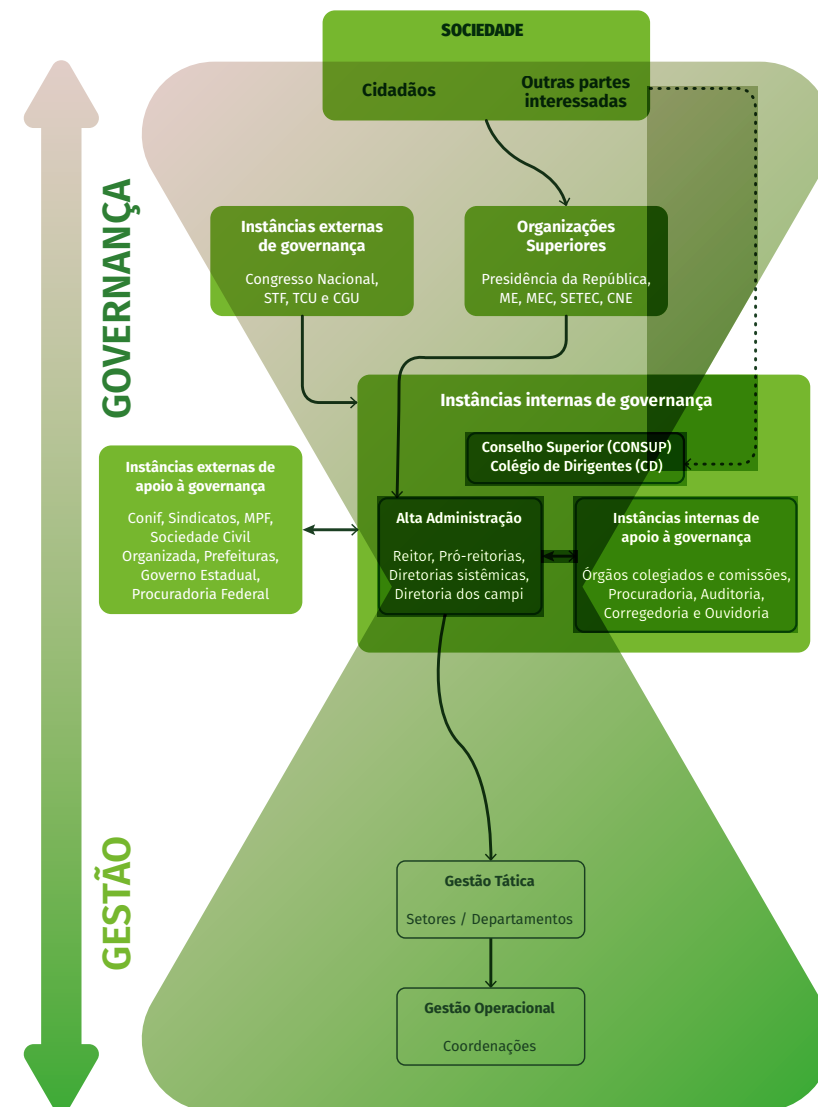 SOCIEDADE
Cidadãos
Outras partes
interessadas
GOVERNANÇA
Instâncias externas
de governança
Congresso Nacional,
STF, TCU e CGU
Organizações
Superiores
Presidência da República,
ME, MEC, SETEC, CNE
Instâncias internas de governança
Conselho Superior (CONSUP)
Colégio de Dirigentes (CD)
Instâncias externas de
apoio à governança
Conif, Sindicatos, MPF,
Sociedade Civil
Organizada, Prefeituras,
Governo Estadual,
Procuradoria Federal
Alta Administração
Reitor, Pró-reitorias,
Diretorias sistêmicas,
Diretoria dos campi
Instâncias internas de
apoio à governança
Órgãos colegiados e comissões,
Procuradoria, Auditoria,
Corregedoria e Ouvidoria
GESTÃO
Gestão Tática
Setores / Departamentos
Gestão Operacional
Coordenações